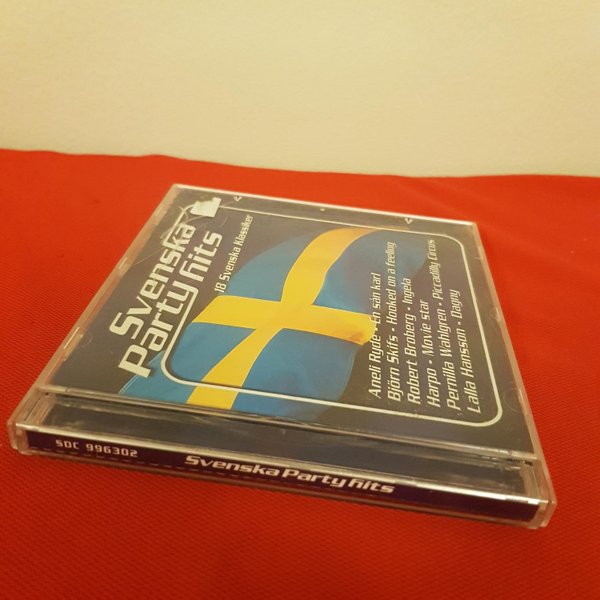 Svenska
Party hits
18 Svenska Klassiker
Aneli Ryde • En sån karl
Björn Skifs • Hooked on a feeling
Robert Broberg • Ingela
Harpo • Movie star
Pernilla Wahlgren • Piccadilly Circus
Lalla Hansson • Dagny
SDC 996302
Svenska Party hits